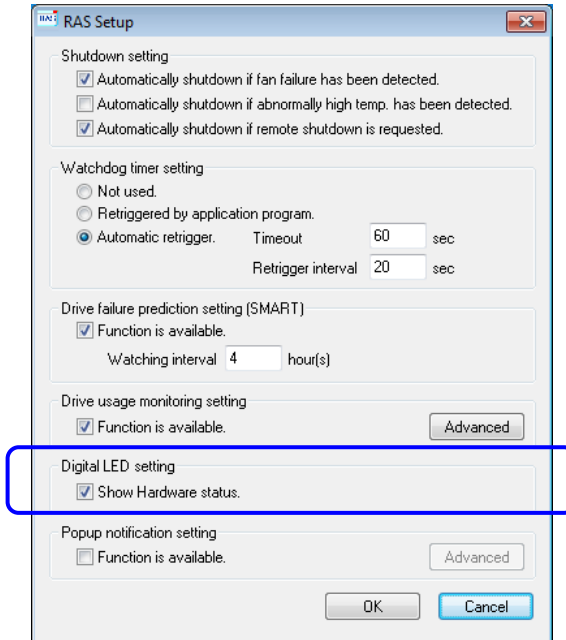 RAS RAS Setup
Shutdown setting
Automatically shutdown if fan failure has been detected.
Automatically shutdown if abnormally high temp. has been detected.
Automatically shutdown if remote shutdown is requested.
Watchdog timer setting
Not used.
Retriggered by application program.
Automatic retrigger. Timeout 60 sec
Retrigger interval 20 sec
Drive failure prediction setting (SMART)
Function is available.
Watching interval 4 hour(s)
Drive usage monitoring setting
Function is available. Advanced
Digital LED setting
Show Hardware status.
Popup notification setting
Function is available. Advanced
OK Cancel